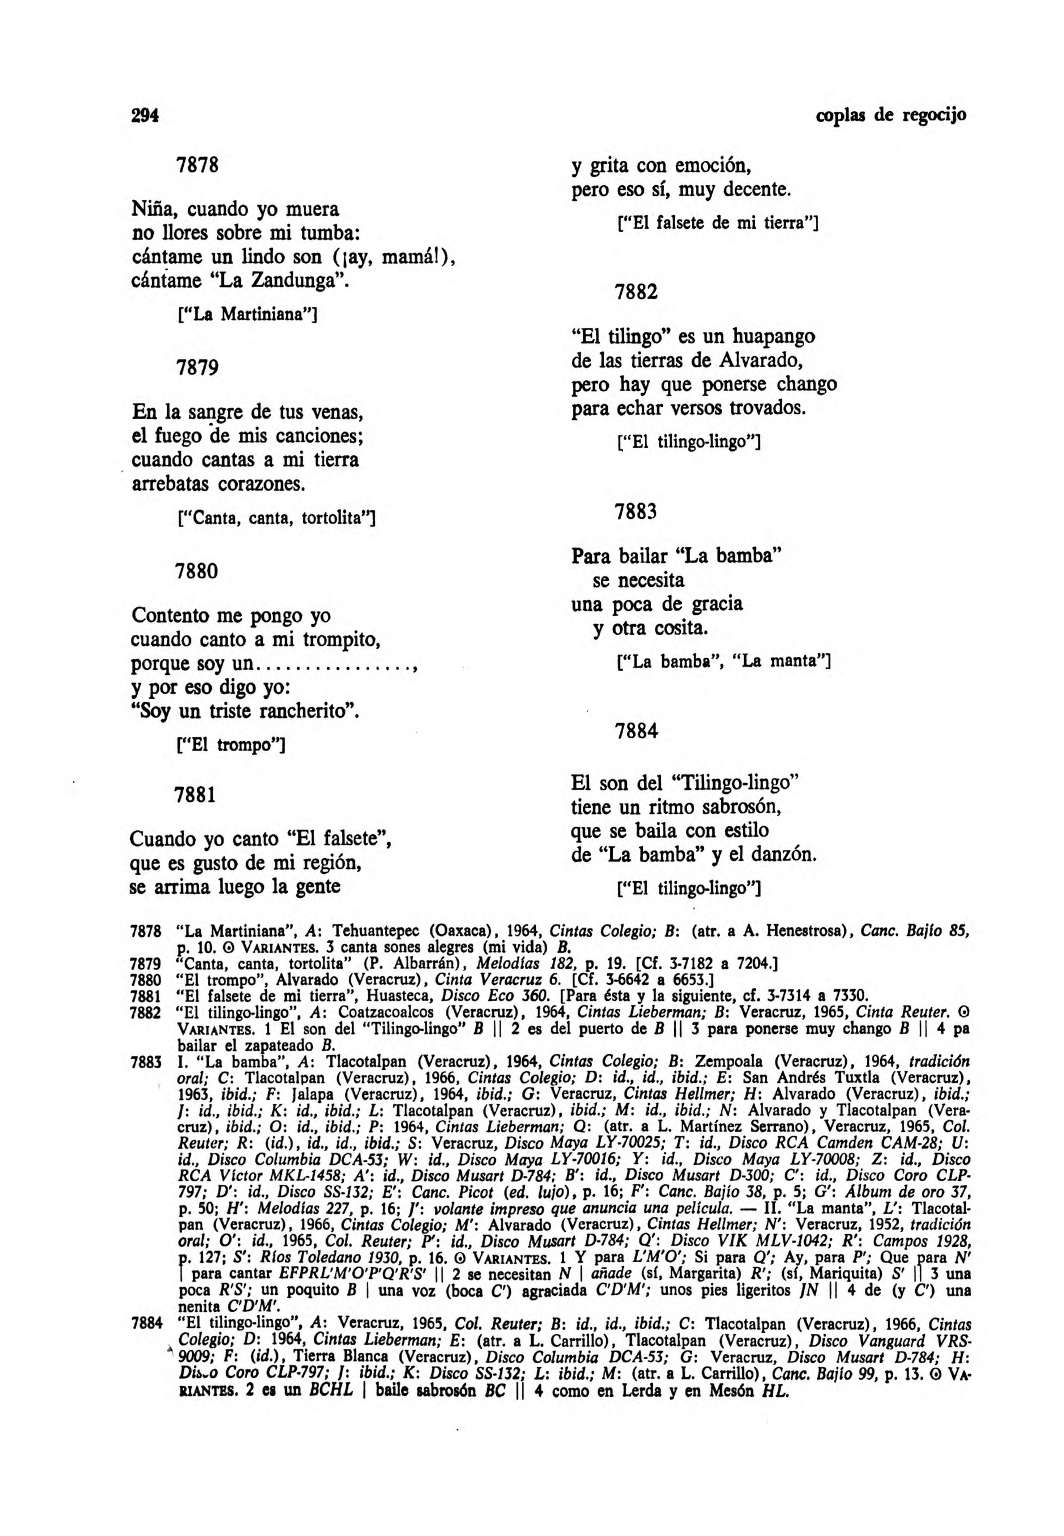 294 coplas de regocijo
7878
Niña, cuando yo muera
no llores sobre mi tumba:
cántame un lindo son (¡ay, mamá!),
cántame “La Zandunga”.
[“La Martiniana”]
7879
En la sangre de tus venas,
el fuego de mis canciones;
cuando cantas a mi tierra
arrebatas corazones.
[“Canta, canta, tortolita”]
7880
Contento me pongo yo
cuando canto a mi trompito,
porque soy un................,
y por eso digo yo:
“Soy un triste rancherito”.
[“El trompo”]
7881
Cuando yo canto “El falsete”,
que es gusto de mi región,
se arrima luego la gente
y grita con emoción,
pero eso sí, muy decente.
[“El falsete de mi tierra”]
7882
“El tilingo” es un huapango
de las tierras de Alvarado,
pero hay que ponerse chango
para echar versos trovados.
[“El tilingo-lingo”]
7883
Para bailar “La bamba”
se necesita
una poca de gracia
y otra cosita.
[“La bamba”, “La manta”]
7884
El son del “Tilingo-lingo”
tiene un ritmo sabrosón,
que se baila con estilo
de “La bamba” y el danzón.
[“El tilingo-lingo”]
7878 “La Martiniana”, A: Tehuantepec (Oaxaca), 1964, Cintas Colegio; B: (atr. a A. Henestrosa), Canc. Bajío 85,
p. 10. ⊙ VARIANTES. 3 canta sones alegres (mi vida) B.
7879 “Canta, canta, tortolita” (P. Albarrán), Melodías 182, p. 19. [Cf. 3-7182 a 7204.]
7880 “El trompo”, Alvarado (Veracruz), Cinta Veracruz 6. [Cf. 3-6642 a 6653.]
7881 “El falsete de mi tierra”, Huasteca, Disco Eco 360. [Para ésta y la siguiente, cf. 3-7314 a 7330.
7882 “El tilingo-lingo”, A: Coatzacoalcos (Veracruz), 1964, Cintas Lieberman; B: Veracruz, 1965, Cinta Reuter. ⊙
VARIANTES. 1 El son del “Tilingo-lingo” B || 2 es del puerto de B || 3 para ponerse muy chango B || 4 pa
bailar el zapateado B.
7883 I. “La bamba”, A: Tlacotalpan (Veracruz), 1964, Cintas Colegio; B: Zempoala (Veracruz), 1964, tradición
oral; C: Tlacotalpan (Veracruz), 1966, Cintas Colegio; D: id., id., ibid.; E: San Andrés Tuxtla (Veracruz),
1963, ibid.; F: Jalapa (Veracruz), 1964, ibid.; G: Veracruz, Cintas Hellmer; H: Alvarado (Veracruz), ibid.;
J: id., ibid.; K: id., ibid.; L: Tlacotalpan (Veracruz), ibid.; M: id., ibid.; N: Alvarado y Tlacotalpan (Vera-
cruz), ibid.; O: id., ibid.; P: 1964, Cintas Lieberman; Q: (atr. a L. Martínez Serrano), Veracruz, 1965, Col.
Reuter; R: (id.), id., id., ibid.; S: Veracruz, Disco Maya LY-70025; T: id., Disco RCA Camden CAM-28; U:
id., Disco Columbia DCA-53; W: id., Disco Maya LY-70016; Y: id., Disco Maya LY-70008; Z: id., Disco
RCA Victor MKL-1458; A': id., Disco Musart D-784; B': id., Disco Musart D-300; C': id., Disco Coro CLP-
797; D': id., Disco SS-132; E': Canc. Picot (ed. lujo), p. 16; F': Canc. Bajío 38, p. 5; G': Album de oro 37,
p. 50; H': Melodías 227, p. 16; J': volante impreso que anuncia una película. — II. “La manta”, L': Tlacotal-
pan (Veracruz), 1966, Cintas Colegio; M': Alvarado (Veracruz), Cintas Hellmer; N': Veracruz, 1952, tradición
oral; O': id., 1965, Col. Reuter; P': id., Disco Musart D-784; Q': Disco VIK MLV-1042; R': Campos 1928,
p. 127; S': Ríos Toledano 1930, p. 16. ⊙ VARIANTES. 1 Y para L'M'O'; Si para Q'; Ay, para P'; Que para N'
| para cantar EFPRL'M'O'P'Q'R'S' || 2 se necesitan N | añade (sí, Margarita) R'; (sí, Mariquita) S' || 3 una
poca R'S'; un poquito B | una voz (boca C') agraciada C'D'M'; unos pies ligeritos JN || 4 de (y C') una
nenita C'D'M'.
7884 “El tilingo-lingo”, A: Veracruz, 1965, Col. Reuter; B: id., id., ibid.; C: Tlacotalpan (Veracruz), 1966, Cintas
Colegio; D: 1964, Cintas Lieberman; E: (atr. a L. Carrillo), Tlacotalpan (Veracruz), Disco Vanguard VRS-
9009; F: (id.), Tierra Blanca (Veracruz), Disco Columbia DCA-53; G: Veracruz, Disco Musart D-784; H:
Disco Coro CLP-797; J: ibid.; K: Disco SS-132; L: ibid.; M: (atr. a L. Carrillo), Canc. Bajío 99, p. 13. ⊙ VA-
RIANTES. 2 es un BCHL | baile sabrosón BC || 4 como en Lerda y en Mesón HL.